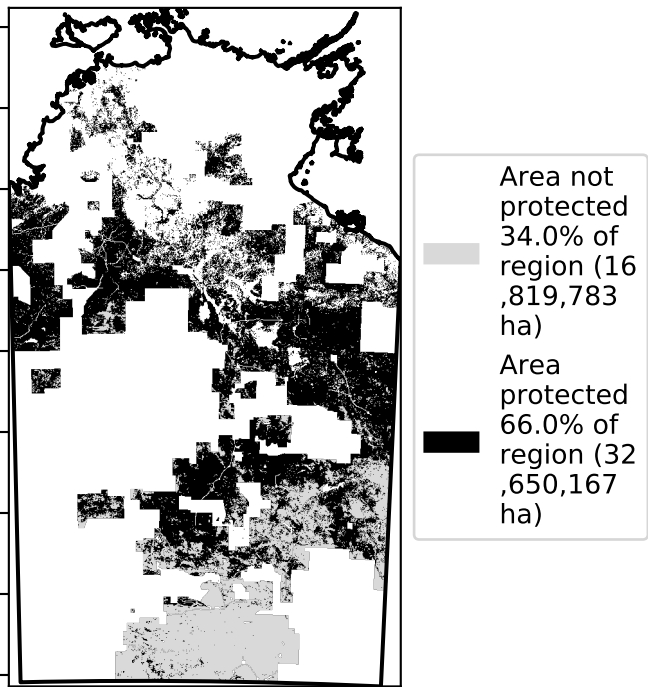 Area not
protected
34.0% of
region (16
,819,783
ha)
Area
protected
66.0% of
region (32
,650,167
ha)